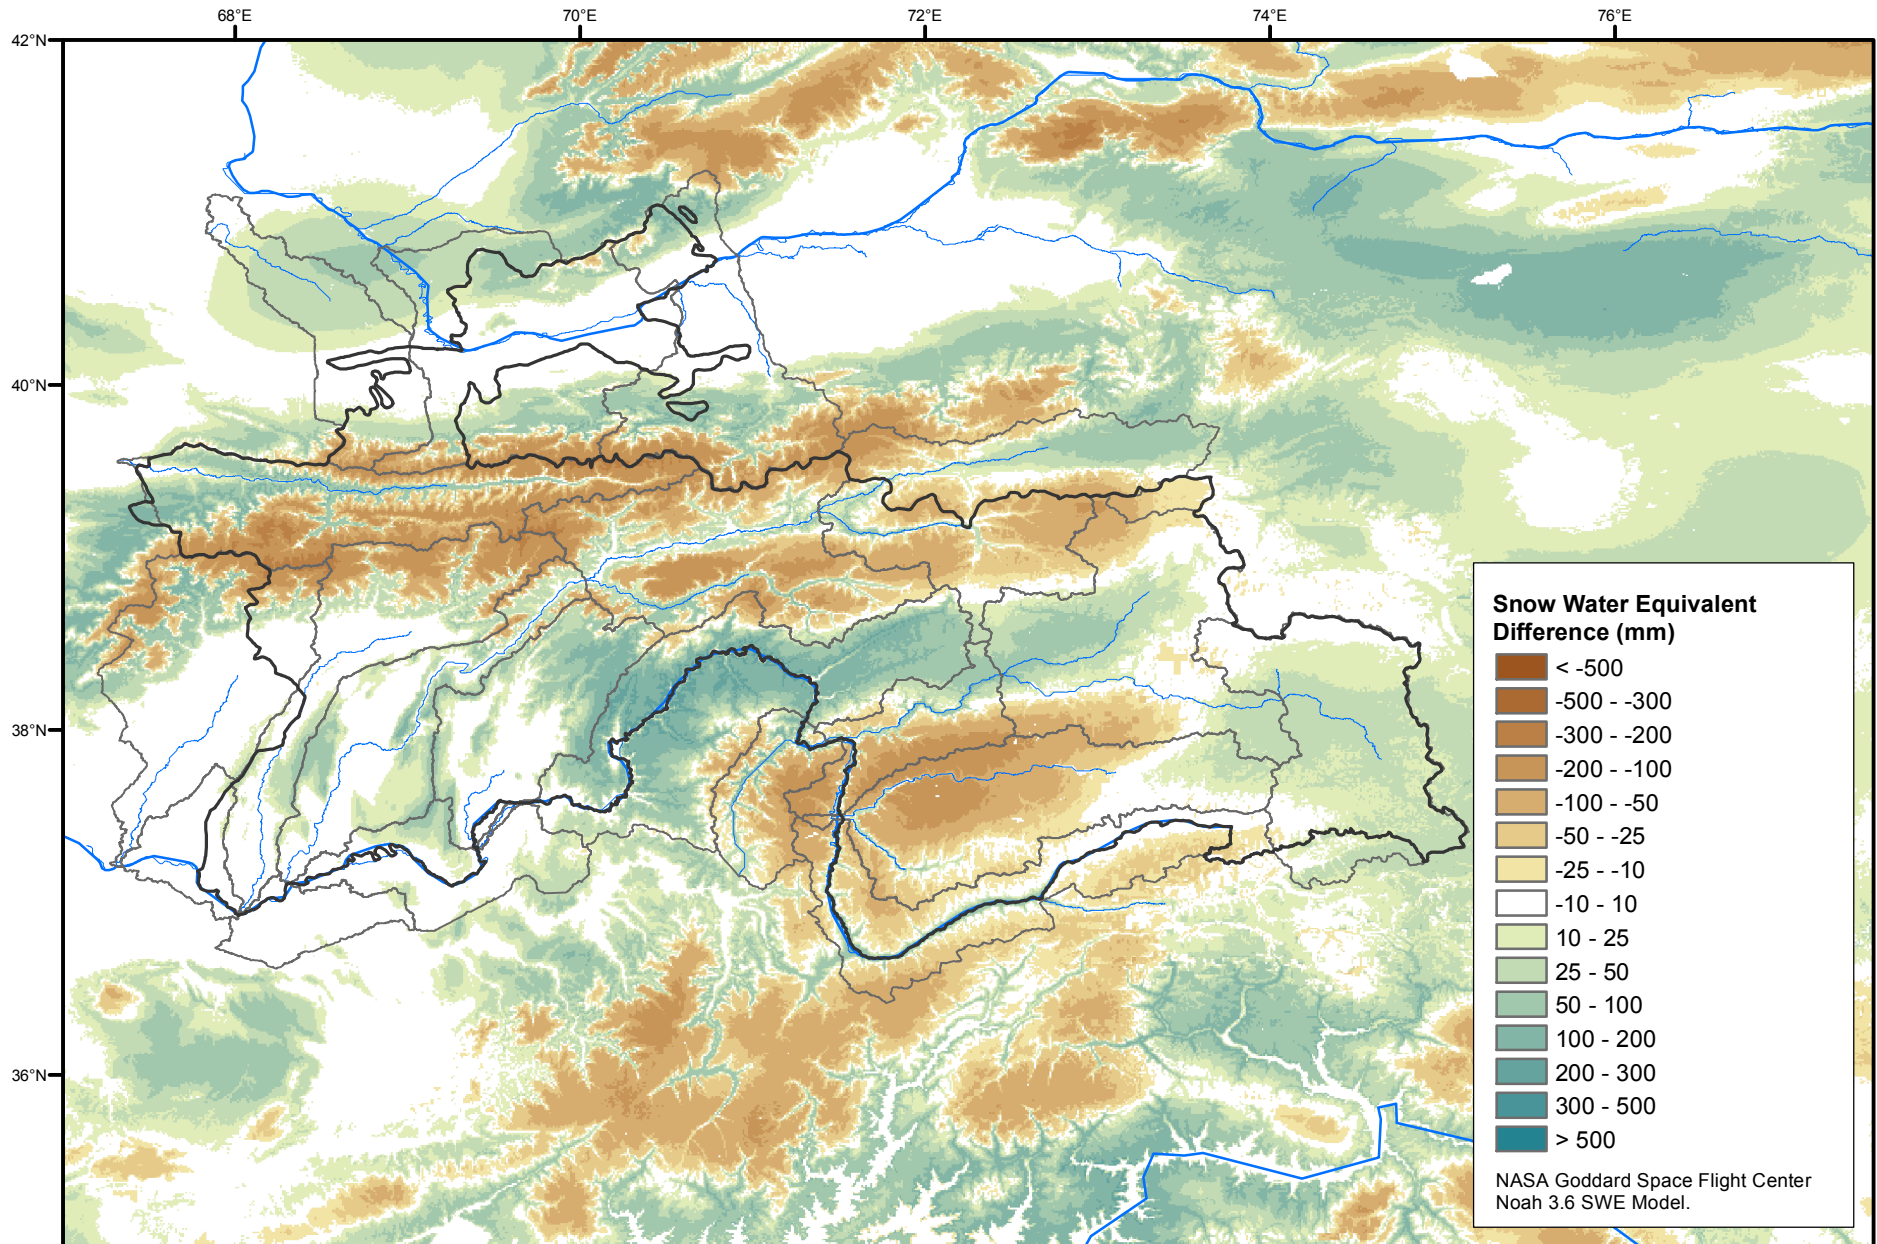 68°E 70°E 72°E 74°E 76°E
42°N
40°N
38°N
36°N
Snow Water Equivalent
Difference (mm)
< -500
-500 - -300
-300 - -200
-200 - -100
-100 - -50
-50 - -25
-25 - -10
-10 - 10
10 - 25
25 - 50
50 - 100
100 - 200
200 - 300
300 - 500
> 500
NASA Goddard Space Flight Center
Noah 3.6 SWE Model.